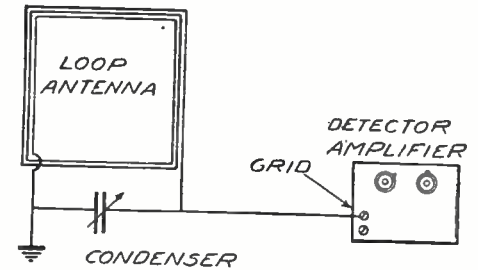 LOOP
ANTENNA
DETECTOR
AMPLIFIER
GRID
CONDENSER